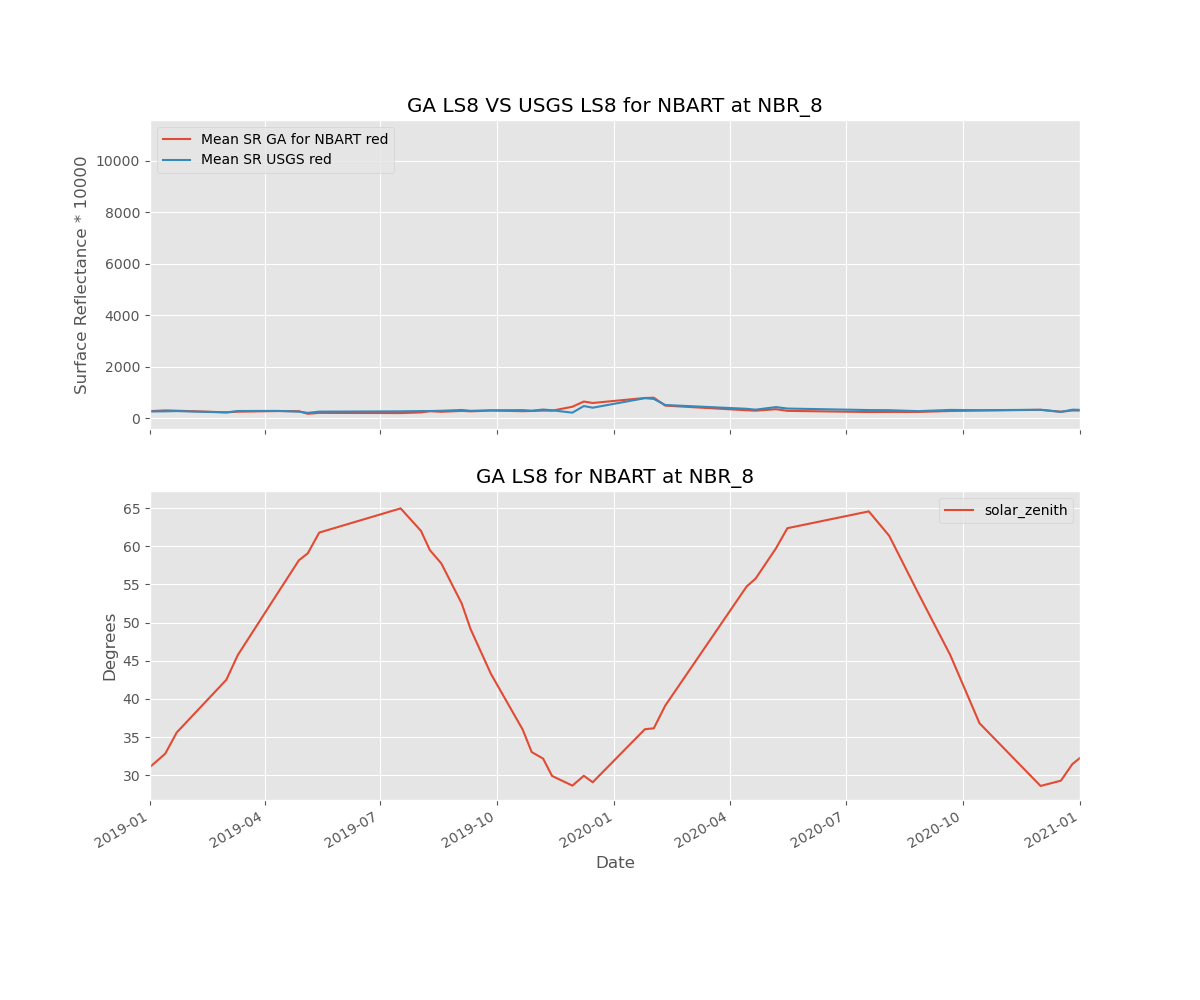 GA LS8 VS USGS LS8 for NBART at NBR_8
Mean SR GA for NBART red
Mean SR USGS red
Surface Reflectance * 10000
10000
8000
6000
4000
2000
0
GA LS8 for NBART at NBR_8
solar_zenith
Degrees
65
60
55
50
45
40
35
30
2019-01
2019-04
2019-07
2019-10
2020-01
2020-04
2020-07
2020-10
2021-01
Date